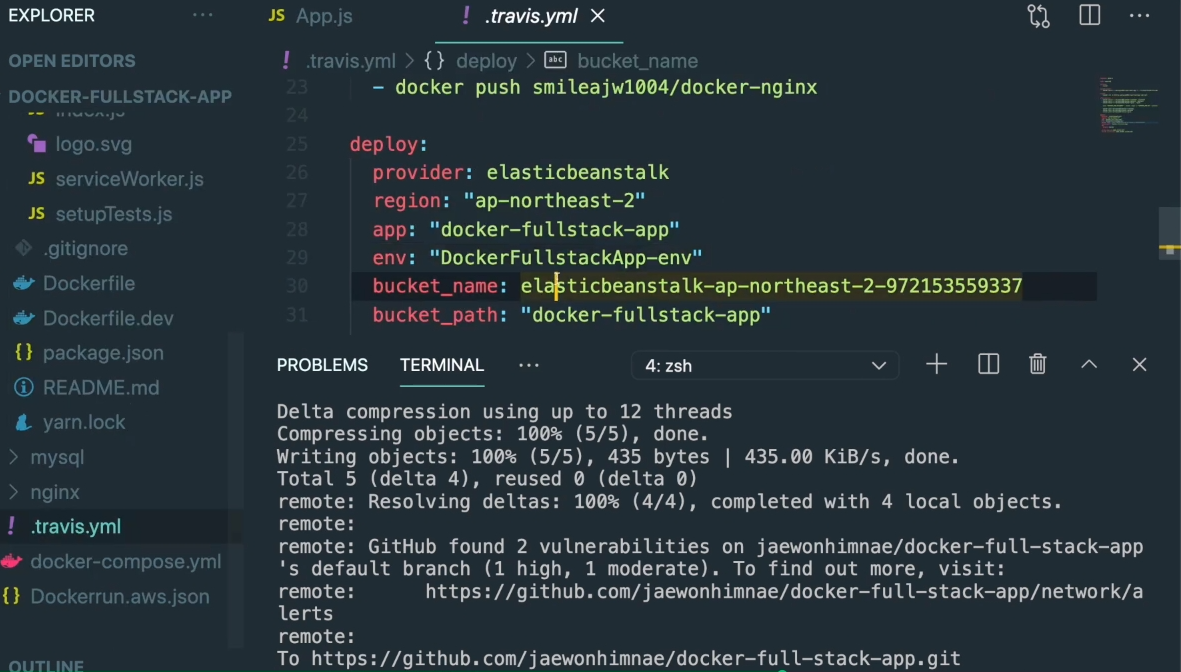 EXPLORER
...
JS App.js
! .travis.yml
...
OPEN EDITORS
! .travis.yml > {} deploy > abc bucket_name
DOCKER-FULLSTACK-APP
index.js
logo.svg
JS serviceWorker.js
JS setupTests.js
.gitignore
Dockerfile
Dockerfile.dev
{} package.json
README.md
yarn.lock
> mysql
> nginx
! .travis.yml
docker-compose.yml
{} Dockerrun.aws.json
OUTLINE
23 - docker push smileajw1004/docker-nginx
24
25 deploy:
26 provider: elasticbeanstalk
27 region: "ap-northeast-2"
28 app: "docker-fullstack-app"
29 env: "DockerFullstackApp-env"
30 bucket_name: elasticbeanstalk-ap-northeast-2-972153559337
31 bucket_path: "docker-fullstack-app"
PROBLEMS TERMINAL ... 4: zsh
Delta compression using up to 12 threads
Compressing objects: 100% (5/5), done.
Writing objects: 100% (5/5), 435 bytes | 435.00 KiB/s, done.
Total 5 (delta 4), reused 0 (delta 0)
remote: Resolving deltas: 100% (4/4), completed with 4 local objects.
remote:
remote: GitHub found 2 vulnerabilities on jaewonhimnae/docker-full-stack-app
's default branch (1 high, 1 moderate). To find out more, visit:
remote: https://github.com/jaewonhimnae/docker-full-stack-app/network/a
lerts
remote:
To https://github.com/jaewonhimnae/docker-full-stack-app.git